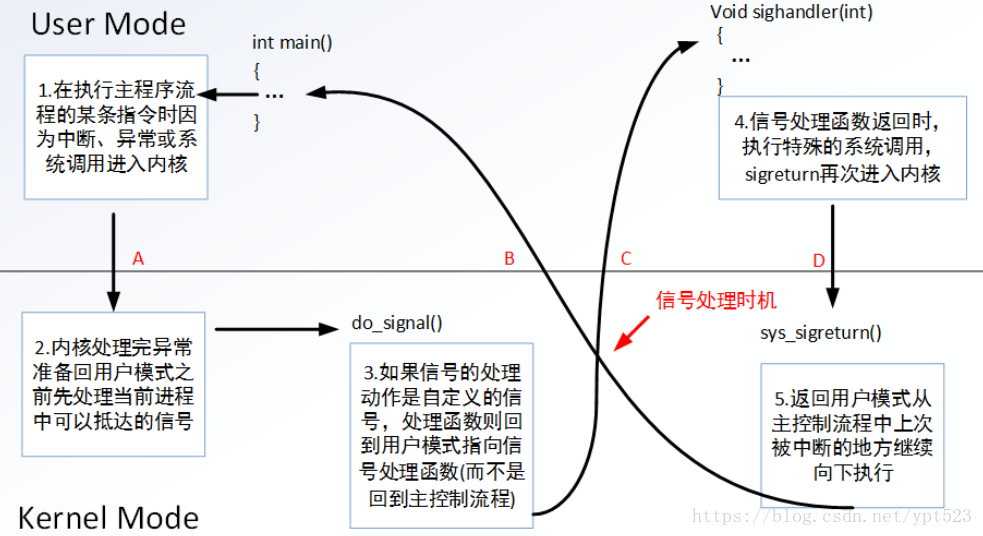 User Mode
int main()
{
...
}
Void sighandler(int)
{
...
}
1.在执行主程序流
程的某条指令时因
为中断、异常或系
统调用进入内核
4.信号处理函数返回时，
执行特殊的系统调用，
sigreturn再次进入内核
A
B
C
D
信号处理时机
2.内核处理完异常
准备回用户模式之
前先处理当前进程
中可以抵达的信号
do_signal()
3.如果信号的处理
动作是自定义的信
号，处理函数则回
到用户模式指向信
号处理函数(而不是
回到主控制流程)
sys_sigreturn()
5.返回用户模式从
主控制流程中上次
被中断的地方继续
向下执行
Kernel Mode
https://blog.csdn.net/ypt523